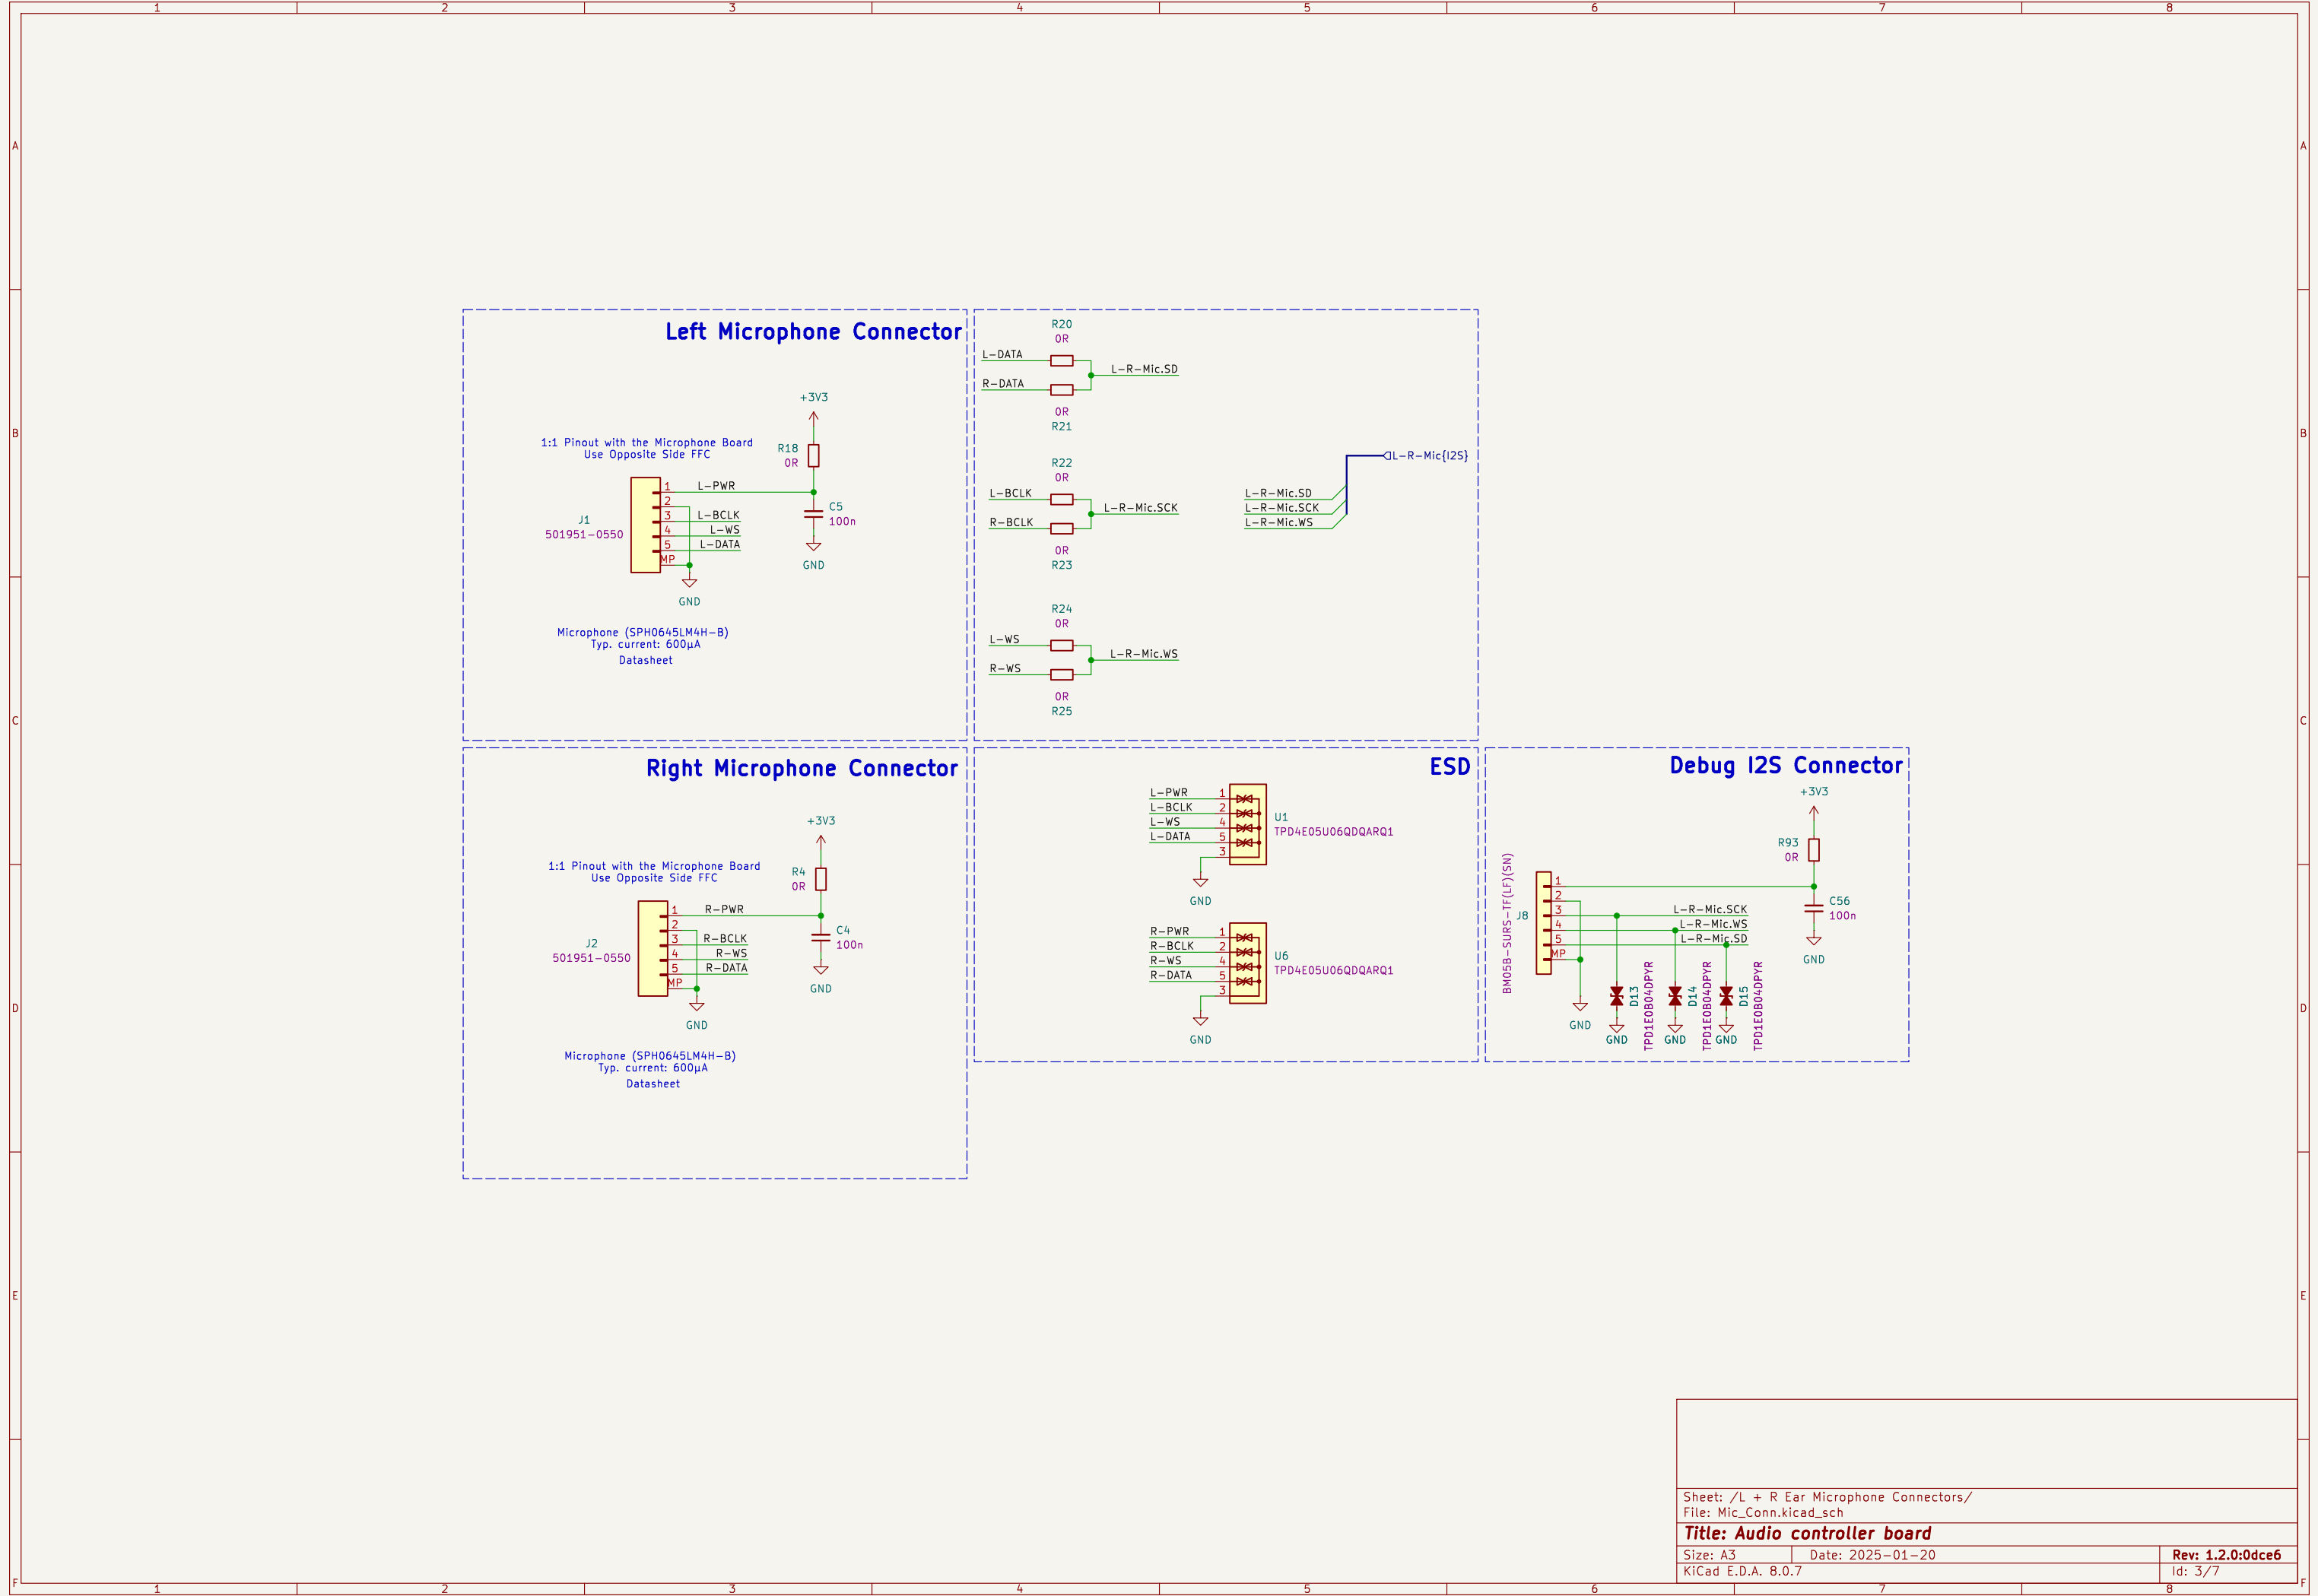 1 2 3 4 5 6 7 8
A
B
C
D
E
F
A
B
C
D
E
F
Left Microphone Connector
+3V3
1:1 Pinout with the Microphone Board
Use Opposite Side FFC
R18
0R
J1
501951-0550
1
2
3
4
5
MP
L-PWR
L-BCLK
L-WS
L-DATA
C5
100n
GND
GND
Microphone (SPH0645LM4H-B)
Typ. current: 600µA
Datasheet
R20
0R
L-DATA
R-DATA
L-R-Mic.SD
0R
R21
R22
0R
L-BCLK
R-BCLK
L-R-Mic.SCK
0R
R23
R24
0R
L-WS
R-WS
L-R-Mic.WS
0R
R25
L-R-Mic{I2S}
L-R-Mic.SD
L-R-Mic.SCK
L-R-Mic.WS
Right Microphone Connector
+3V3
1:1 Pinout with the Microphone Board
Use Opposite Side FFC
R4
0R
J2
501951-0550
1
2
3
4
5
MP
R-PWR
R-BCLK
R-WS
R-DATA
C4
100n
GND
GND
Microphone (SPH0645LM4H-B)
Typ. current: 600µA
Datasheet
ESD
L-PWR 1
L-BCLK 2
L-WS 4
L-DATA 5
3
U1
TPD4E05U06QDQARQ1
GND
R-PWR 1
R-BCLK 2
R-WS 4
R-DATA 5
3
U6
TPD4E05U06QDQARQ1
GND
Debug I2S Connector
+3V3
R93
0R
BM05B-SURS-TF(LF)(SN)
J8
1
2
3
4
5
MP
L-R-Mic.SCK
L-R-Mic.WS
L-R-Mic.SD
C56
100n
GND
D13
TPD1E0B04DPYR
D14
TPD1E0B04DPYR
D15
TPD1E0B04DPYR
GND
GND
GND
GND
Sheet: /L + R Ear Microphone Connectors/
File: Mic_Conn.kicad_sch
Title: Audio controller board
Size: A3 Date: 2025-01-20 Rev: 1.2.0:0dce6
KiCad E.D.A. 8.0.7 Id: 3/7
1 2 3 4 5 6 7 8